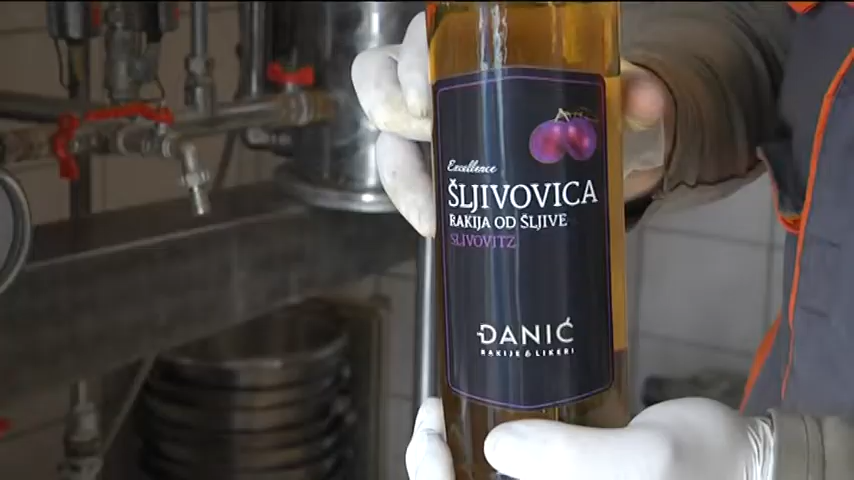 Excellence
ŠLJIVOVICA
RAKIJA OD ŠLJIVE
SLIVOVITZ
ĐANIĆ
RAKIJE & LIKERI